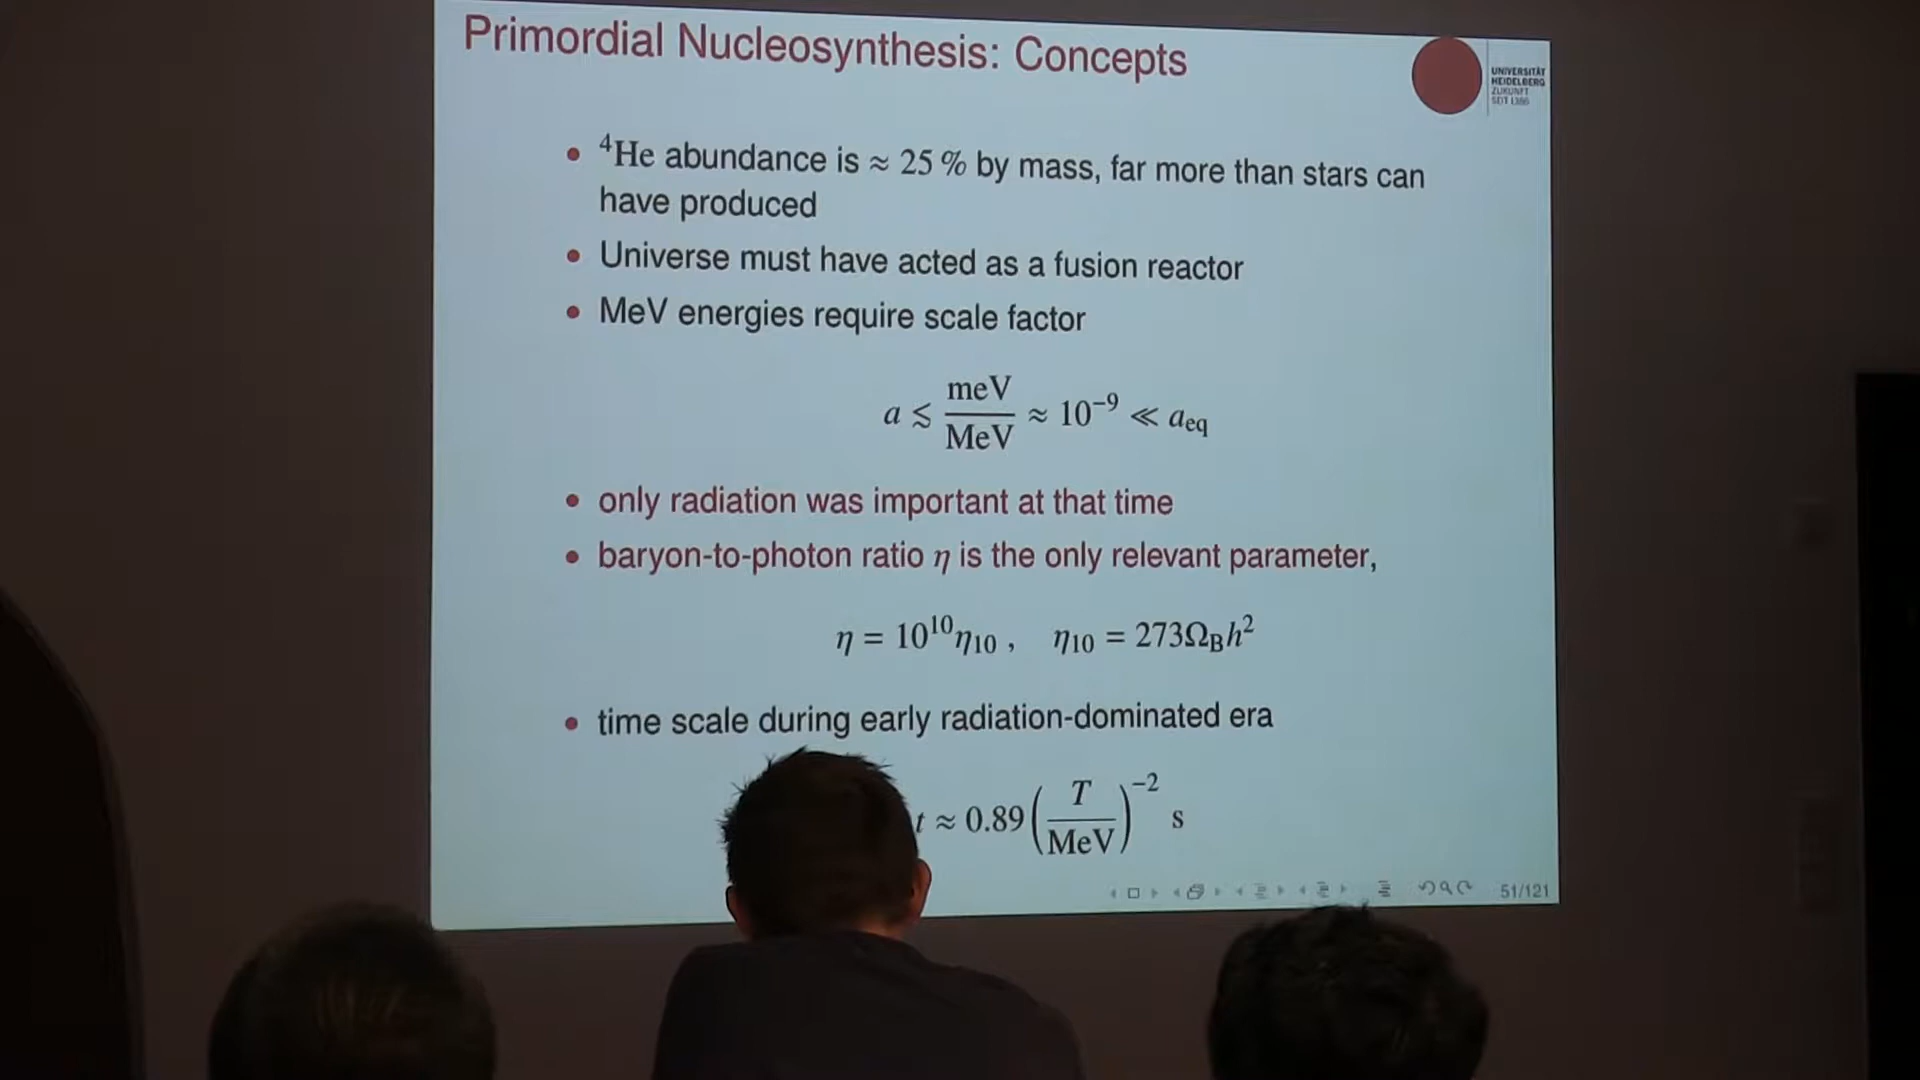 Primordial Nucleosynthesis: Concepts
UNIVERSITÄT
HEIDELBERG
ZUKUNFT
SEIT 1386
• ⁴He abundance is ≈ 25 % by mass, far more than stars can
have produced
• Universe must have acted as a fusion reactor
• MeV energies require scale factor
a ≲ meV/MeV ≈ 10⁻⁹ ≪ a_eq
• only radiation was important at that time
• baryon-to-photon ratio η is the only relevant parameter,
η = 10¹⁰η₁₀ , η₁₀ = 273Ω_B h²
• time scale during early radiation-dominated era
t ≈ 0.89 (T/MeV)⁻² s
51/121